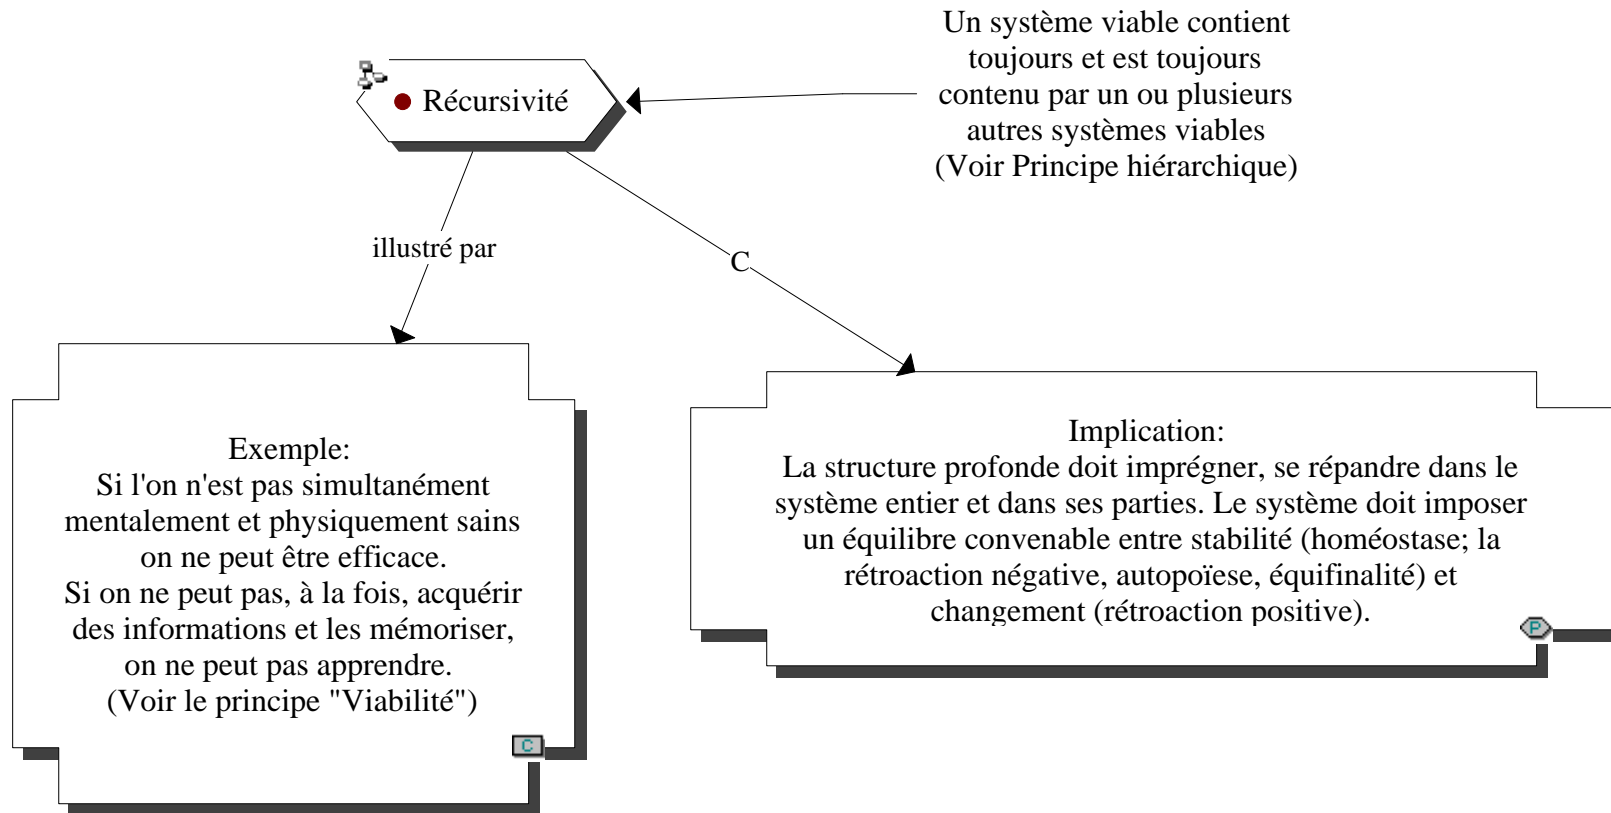 Un système viable contient
toujours et est toujours
contenu par un ou plusieurs
autres systèmes viables
(Voir Principe hiérarchique)
Récursivité
illustré par
C
Exemple:
Si l'on n'est pas simultanément
mentalement et physiquement sains
on ne peut être efficace.
Si on ne peut pas, à la fois, acquérir
des informations et les mémoriser,
on ne peut pas apprendre.
(Voir le principe "Viabilité")
C
Implication:
La structure profonde doit imprégner, se répandre dans le
système entier et dans ses parties. Le système doit imposer
un équilibre convenable entre stabilité (homéostase; la
rétroaction négative, autopoïese, équifinalité) et
changement (rétroaction positive).
P